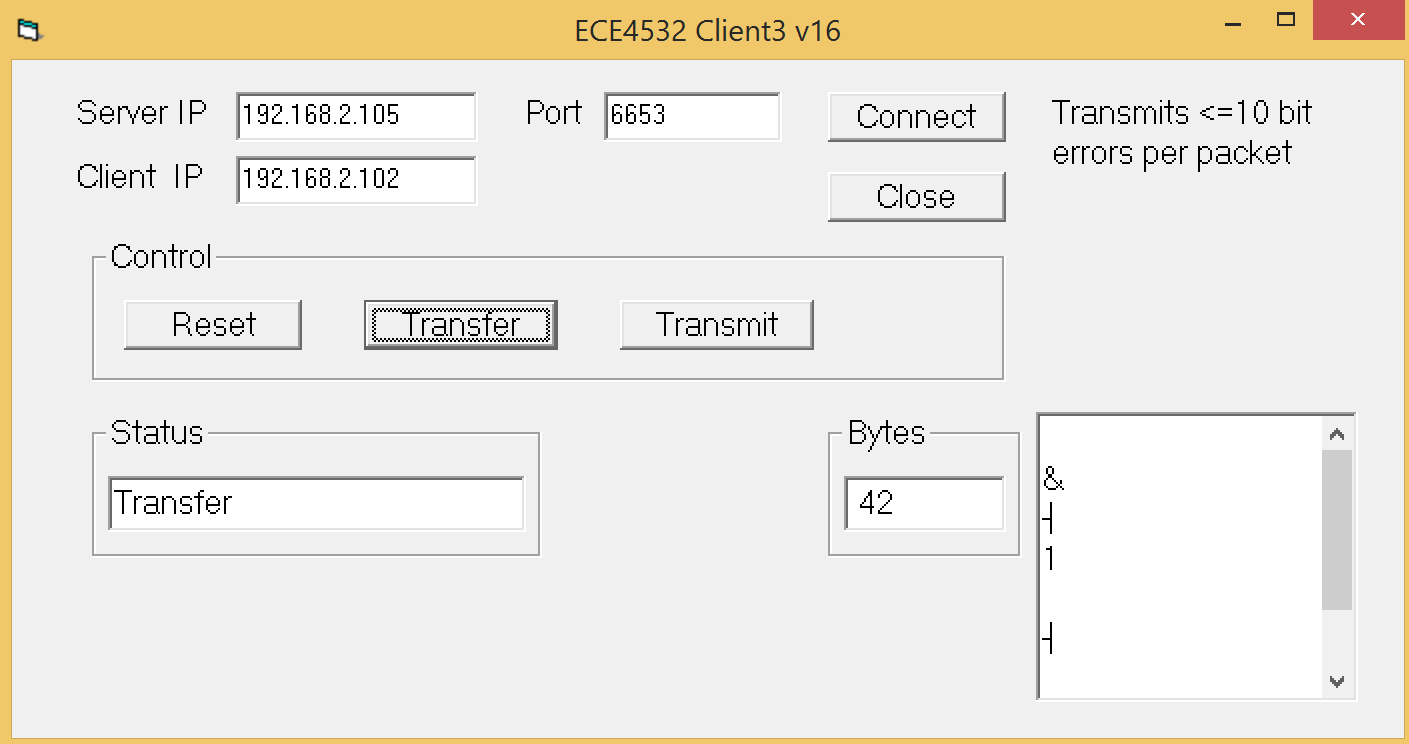 ECE4532 Client3 v16
Server IP 192.168.2.105 Port 6653 Connect
Transmits <=10 bit
errors per packet
Client IP 192.168.2.102
Close
Control
Reset Transfer Transmit
Status
Transfer
Bytes
42
&
┤
1
┤